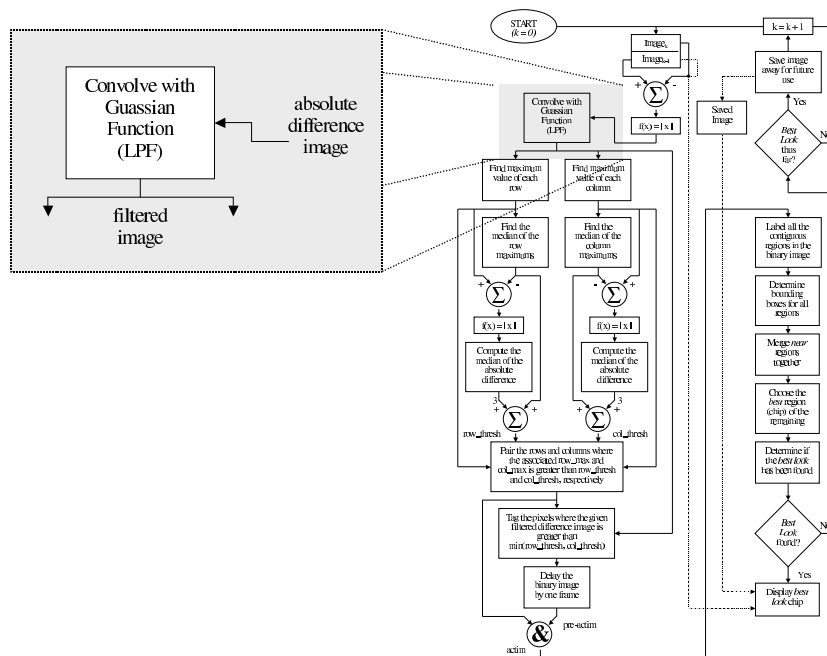 Convolve with
Guassian
Function
(LPF)
absolute
difference
image
filtered
image
START
(k = 0)
Image
Image
+
-
Σ
f(x) = | x |
Convolve with
Guassian
Function
(LPF)
Find maximum
value of each
row
Find maximum
value of each
column
Find the
median of the
row
maximums
Find the
median of the
column
maximums
+
-
Σ
-
+
Σ
f(x) = | x |
f(x) = | x |
Compute the
median of the
absolute
difference
Compute the
median of the
absolute
difference
3
+
+
Σ
3
+
+
Σ
row_thresh
col_thresh
Pair the rows and columns where
the associated row_max and
col_max is greater than row_thresh
and col_thresh, respectively
Tag the pixels where the given
filtered difference image is
greater than
min(row_thresh, col_thresh)
Delay the
binary image
by one frame
&
pre-actim
actim
k = k + 1
Save image
away for future
use
Saved
Image
Yes
Best
Look
thus
far?
Label all the
contiguous
regions in the
binary image
Determine
bounding
boxes for all
regions
Merge near
regions
together
Choose the
best region
(chip) of the
remaining
Determine if
the best look
has been found
Best
Look
found?
Yes
Display best
look chip